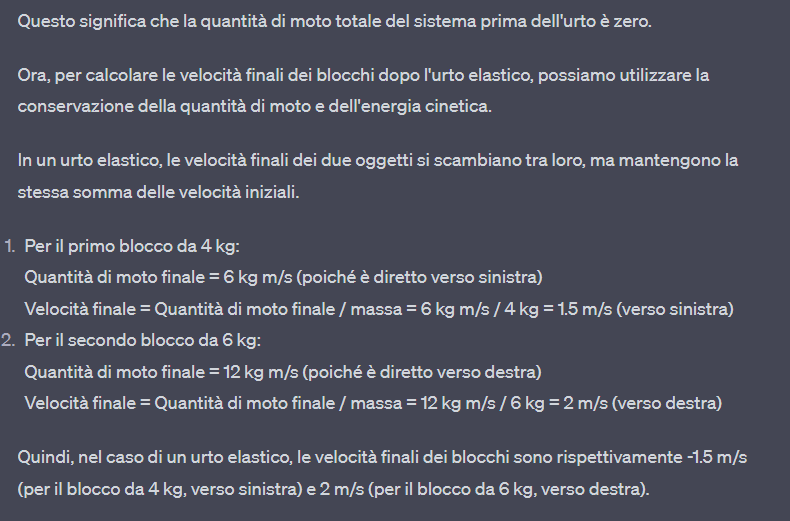 Questo significa che la quantità di moto totale del sistema prima dell'urto è zero.
Ora, per calcolare le velocità finali dei blocchi dopo l'urto elastico, possiamo utilizzare la
conservazione della quantità di moto e dell'energia cinetica.
In un urto elastico, le velocità finali dei due oggetti si scambiano tra loro, ma mantengono la
stessa somma delle velocità iniziali.
1. Per il primo blocco da 4 kg:
Quantità di moto finale = 6 kg m/s (poiché è diretto verso sinistra)
Velocità finale = Quantità di moto finale / massa = 6 kg m/s / 4 kg = 1.5 m/s (verso sinistra)
2. Per il secondo blocco da 6 kg:
Quantità di moto finale = 12 kg m/s (poiché è diretto verso destra)
Velocità finale = Quantità di moto finale / massa = 12 kg m/s / 6 kg = 2 m/s (verso destra)
Quindi, nel caso di un urto elastico, le velocità finali dei blocchi sono rispettivamente -1.5 m/s
(per il blocco da 4 kg, verso sinistra) e 2 m/s (per il blocco da 6 kg, verso destra).